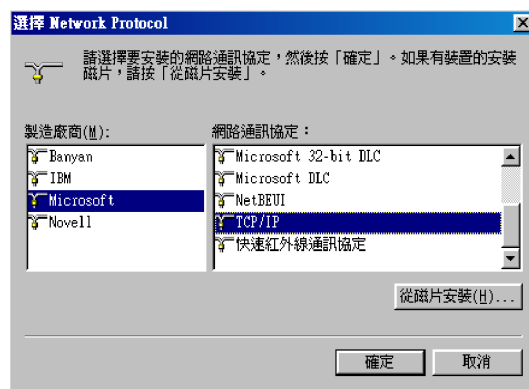 選擇 Network Protocol
請選擇要安裝的網路通訊協定，然後按「確定」。如果有裝置的安裝
磁片，請按「從磁片安裝」。
製造廠商(M):
Banyan
IBM
Microsoft
Novell
網路通訊協定：
Microsoft 32-bit DLC
Microsoft DLC
NetBEUI
TCP/IP
快速紅外線通訊協定
從磁片安裝(H)...
確定
取消